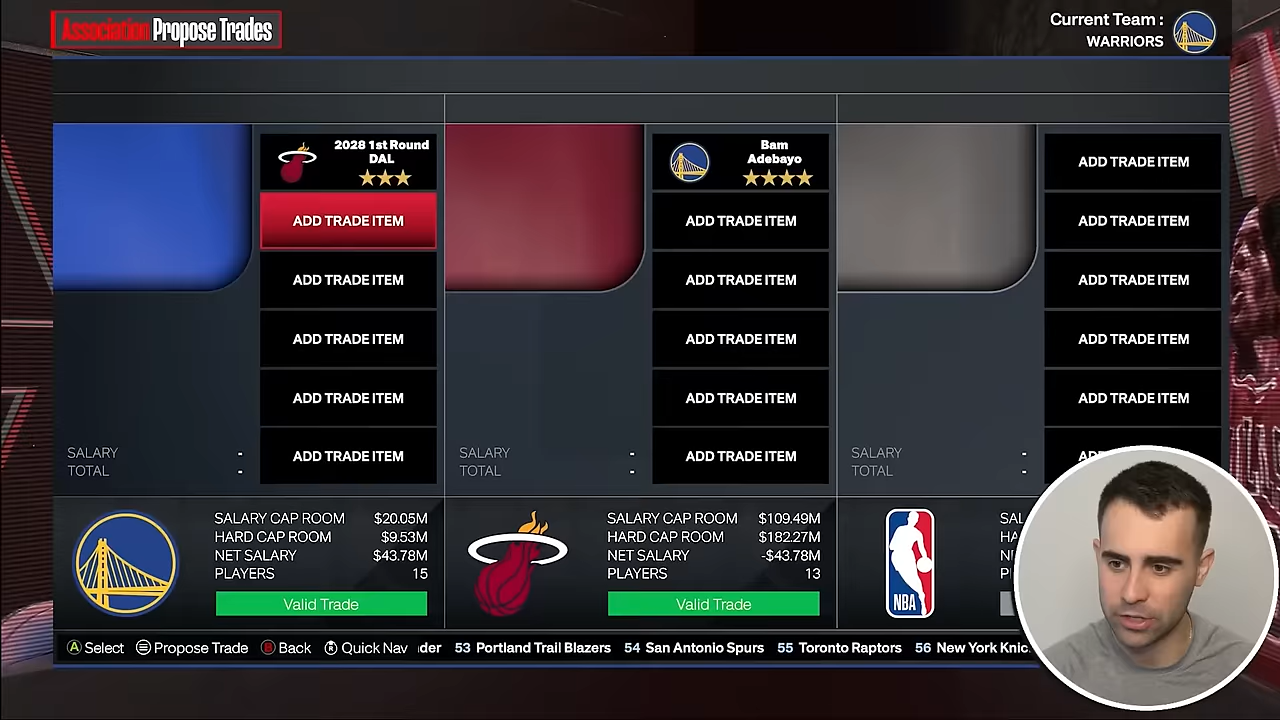 Association Propose Trades
Current Team :
WARRIORS
2028 1st Round
DAL
ADD TRADE ITEM
ADD TRADE ITEM
ADD TRADE ITEM
ADD TRADE ITEM
ADD TRADE ITEM
SALARY -
TOTAL -
Bam
Adebayo
ADD TRADE ITEM
ADD TRADE ITEM
ADD TRADE ITEM
ADD TRADE ITEM
ADD TRADE ITEM
SALARY -
TOTAL -
ADD TRADE ITEM
ADD TRADE ITEM
ADD TRADE ITEM
ADD TRADE ITEM
ADD TRADE ITEM
SALARY -
TOTAL -
SALARY CAP ROOM $20.05M
HARD CAP ROOM $9.53M
NET SALARY $43.78M
PLAYERS 15
Valid Trade
SALARY CAP ROOM $109.49M
HARD CAP ROOM $182.27M
NET SALARY -$43.78M
PLAYERS 13
Valid Trade
NBA
A Select Propose Trade B Back R Quick Nav der 53 Portland Trail Blazers 54 San Antonio Spurs 55 Toronto Raptors 56 New York Knic